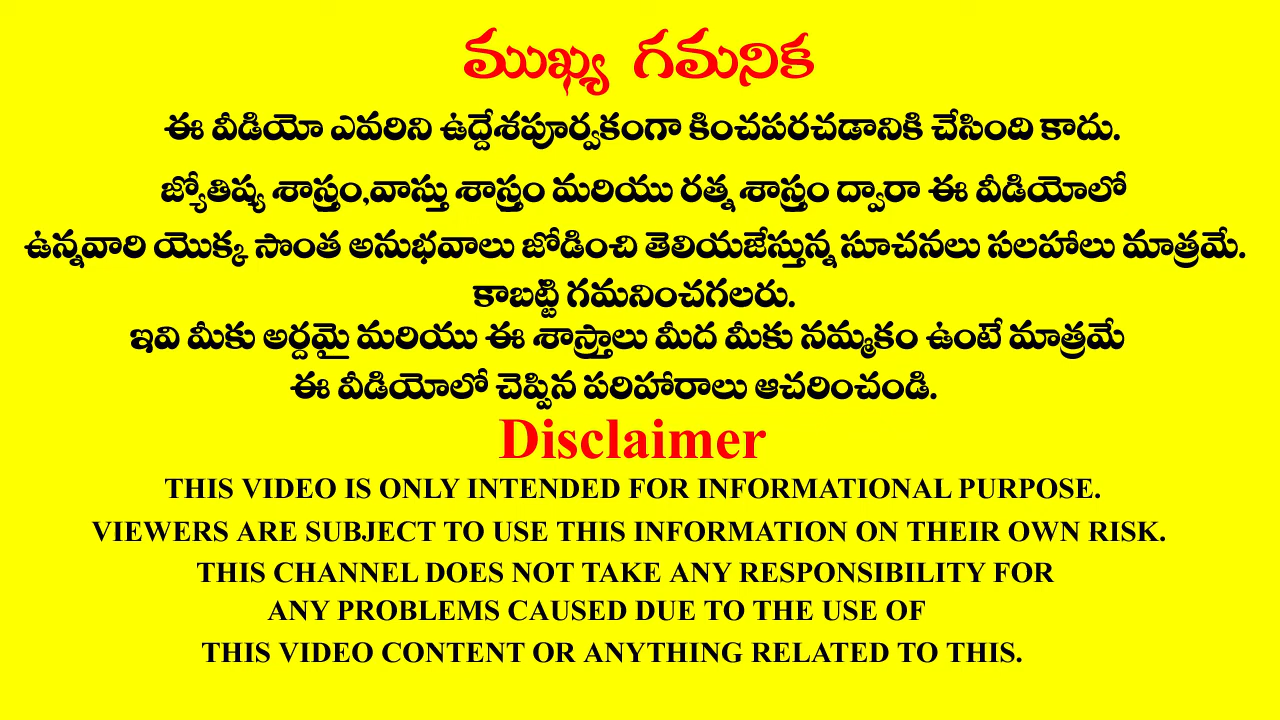 ముఖ్య గమనిక
ఈ వీడియో ఎవరిని ఉద్దేశపూర్వకంగా కించపరచడానికి చేసింది కాదు.
జ్యోతిష్య శాస్త్రం,వాస్తు శాస్త్రం మరియు రత్న శాస్త్రం ద్వారా ఈ వీడియోలో
ఉన్నవారి యొక్క సొంత అనుభవాలు జోడించి తెలియజేస్తున్న సూచనలు సలహాలు మాత్రమే.
కాబట్టి గమనించగలరు.
ఇవి మీకు అర్దమై మరియు ఈ శాస్త్రాలు మీద మీకు నమ్మకం ఉంటే మాత్రమే
ఈ వీడియోలో చెప్పిన పరిహారాలు ఆచరించండి.
Disclaimer
THIS VIDEO IS ONLY INTENDED FOR INFORMATIONAL PURPOSE.
VIEWERS ARE SUBJECT TO USE THIS INFORMATION ON THEIR OWN RISK.
THIS CHANNEL DOES NOT TAKE ANY RESPONSIBILITY FOR
ANY PROBLEMS CAUSED DUE TO THE USE OF
THIS VIDEO CONTENT OR ANYTHING RELATED TO THIS.